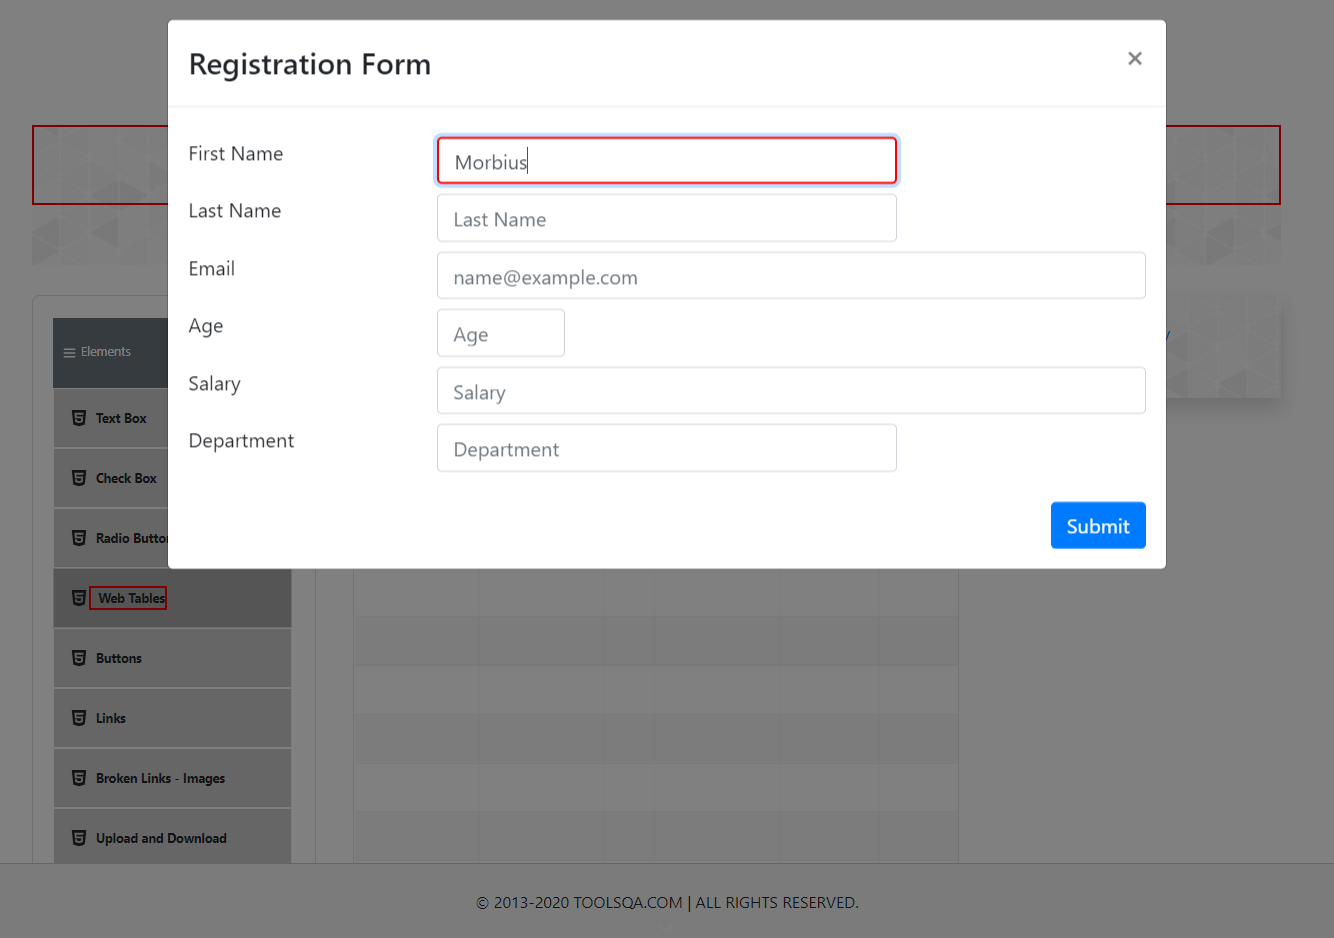 Registration Form
×
First Name
Morbius
Last Name
Last Name
Email
name@example.com
Age
Age
Salary
Salary
Department
Department
Submit
Elements
Text Box
Check Box
Radio Button
Web Tables
Buttons
Links
Broken Links - Images
Upload and Download
© 2013-2020 TOOLSQA.COM | ALL RIGHTS RESERVED.